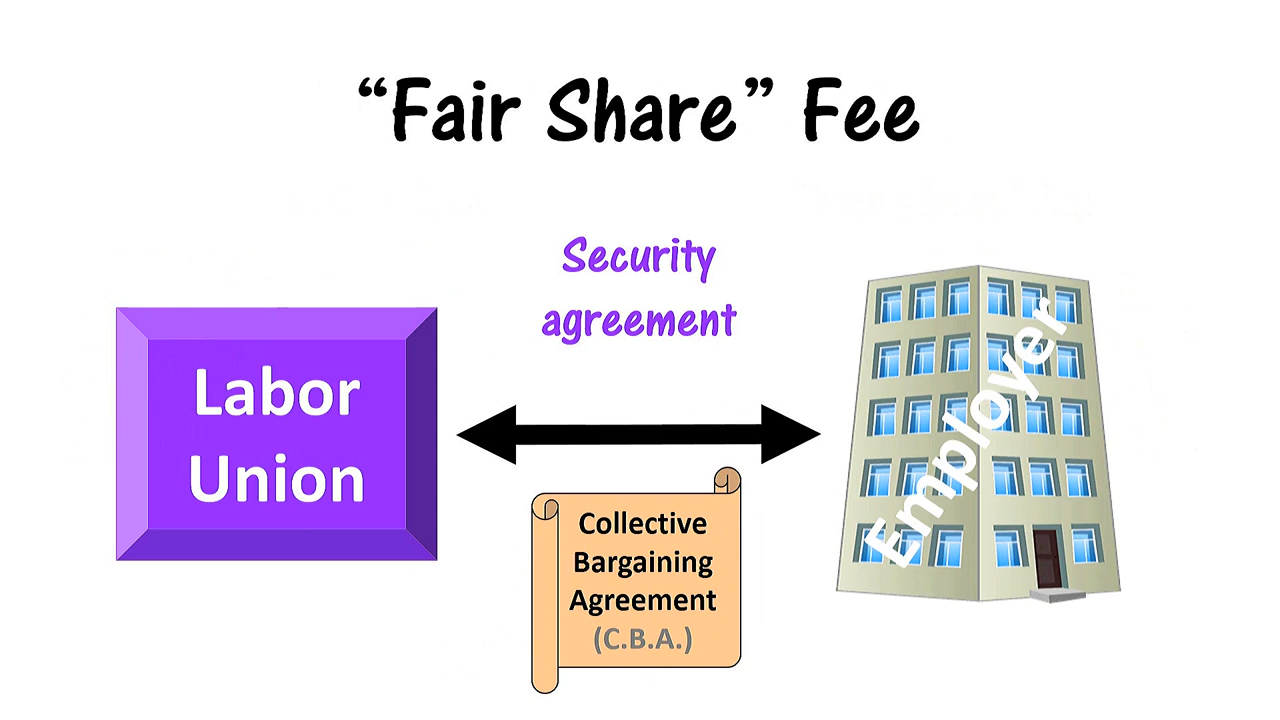 “Fair Share” Fee
Security
agreement
Labor
Union
Employer
Collective
Bargaining
Agreement
(C.B.A.)